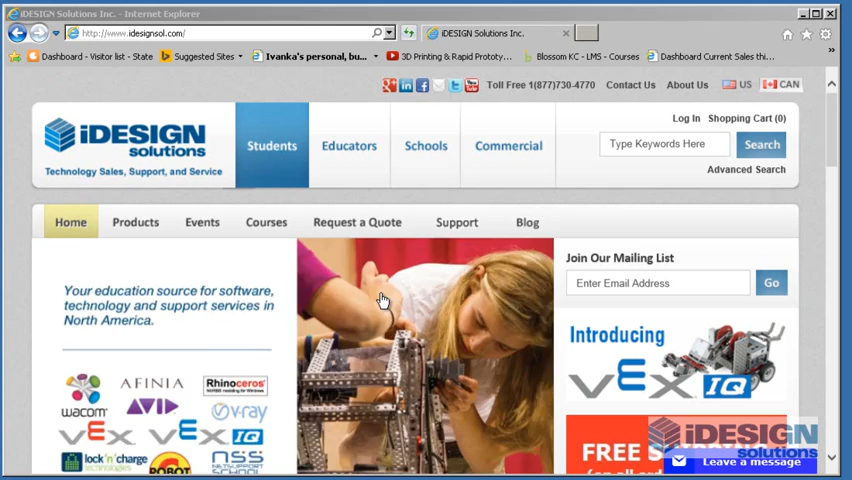 iDESIGN Solutions Inc. - Internet Explorer
http://www.idesignsol.com/
iDESIGN Solutions Inc.
Dashboard - Visitor list - State
Suggested Sites
Ivanka's personal, bu...
3D Printing & Rapid Prototy...
Blossom KC - LMS - Courses
Dashboard Current Sales thi...
Toll Free 1(877)730-4770 Contact Us About Us US CAN
Log In Shopping Cart (0)
iDESIGN
solutions
Technology Sales, Support, and Service
Students Educators Schools Commercial
Type Keywords Here Search
Advanced Search
Home Products Events Courses Request a Quote Support Blog
Your education source for software,
technology and support services in
North America.
Join Our Mailing List
Enter Email Address Go
Introducing
VEX IQ
WACOM AFINIA Rhinoceros
AVID v-ray
VEX VEX IQ
lock'n'charge
technologies
ROBOT
NSS
NETSUPPORT
SCHOOL
FREE S
iDESIGN
solutions
Leave a message